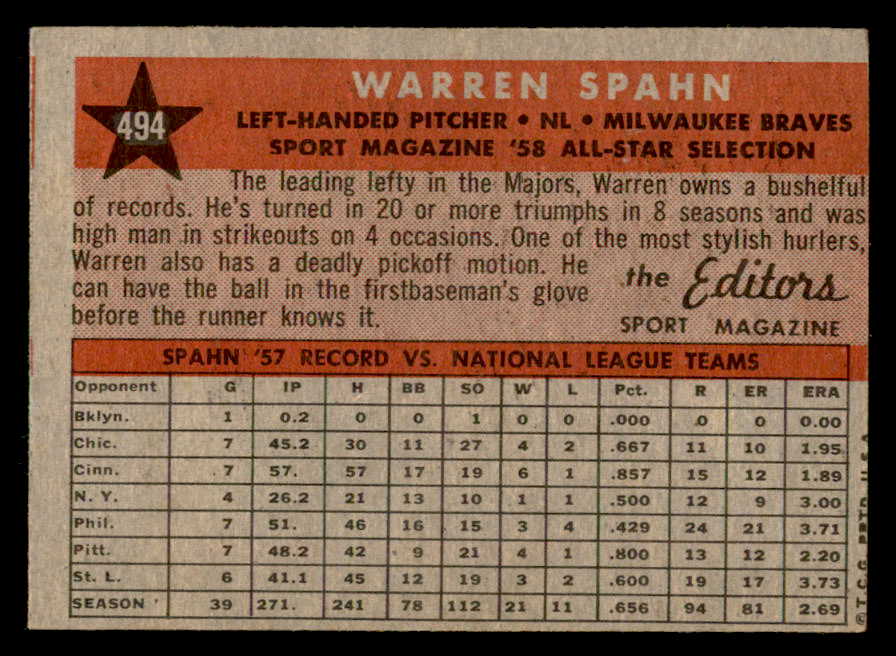 WARREN SPAHN
494
LEFT-HANDED PITCHER • NL • MILWAUKEE BRAVES
SPORT MAGAZINE '58 ALL-STAR SELECTION
The leading lefty in the Majors, Warren owns a bushelful
of records. He's turned in 20 or more triumphs in 8 seasons and was
high man in strikeouts on 4 occasions. One of the most stylish hurlers,
Warren also has a deadly pickoff motion. He
can have the ball in the firstbaseman's glove
before the runner knows it.
the Editors
SPORT MAGAZINE
SPAHN '57 RECORD VS. NATIONAL LEAGUE TEAMS
Opponent G IP H BB SO W L Pct. R ER ERA
Bklyn. 1 0.2 0 0 1 0 0 .000 0 0 0.00
Chic. 7 45.2 30 11 27 4 2 .667 11 10 1.95
Cinn. 7 57. 57 17 19 6 1 .857 15 12 1.89
N. Y. 4 26.2 21 13 10 1 1 .500 12 9 3.00
Phil. 7 51. 46 16 15 3 4 .429 24 21 3.71
Pitt. 7 48.2 42 9 21 4 1 .800 13 12 2.20
St. L. 6 41.1 45 12 19 3 2 .600 19 17 3.73
SEASON 39 271. 241 78 112 21 11 .656 94 81 2.69
©T.C.G. PRTD. U.S.A.